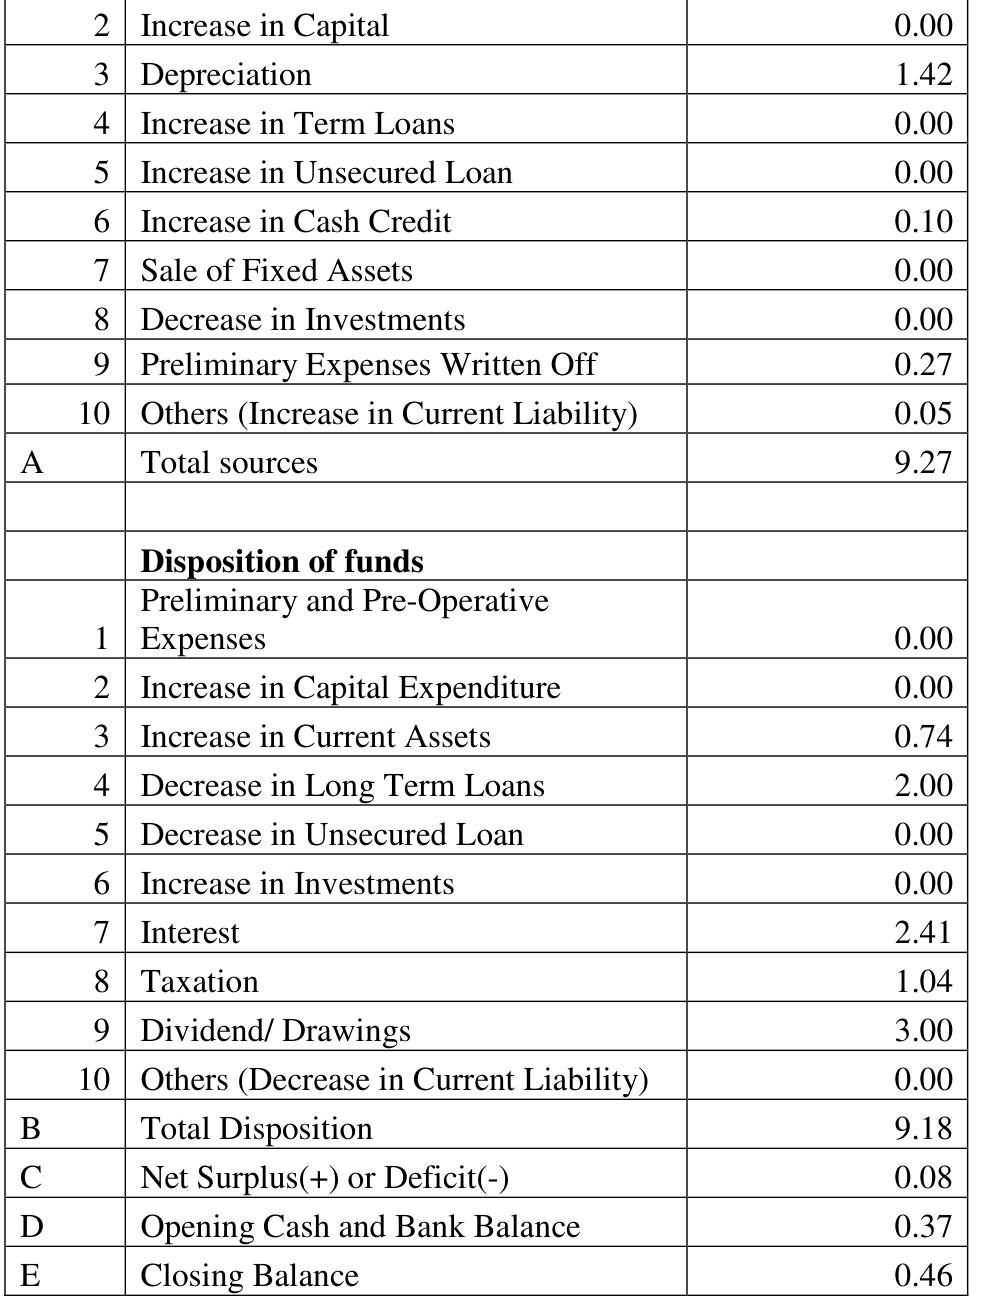 2 Increase in Capital 0.00
3 Depreciation 1.42
4 Increase in Term Loans 0.00
5 Increase in Unsecured Loan 0.00
6 Increase in Cash Credit 0.10
7 Sale of Fixed Assets 0.00
8 Decrease in Investments 0.00
9 Preliminary Expenses Written Off 0.27
10 Others (Increase in Current Liability) 0.05
A Total sources 9.27
Disposition of funds
Preliminary and Pre-Operative
1 Expenses 0.00
2 Increase in Capital Expenditure 0.00
3 Increase in Current Assets 0.74
4 Decrease in Long Term Loans 2.00
5 Decrease in Unsecured Loan 0.00
6 Increase in Investments 0.00
7 Interest 2.41
8 Taxation 1.04
9 Dividend/ Drawings 3.00
10 Others (Decrease in Current Liability) 0.00
B Total Disposition 9.18
C Net Surplus(+) or Deficit(-) 0.08
D Opening Cash and Bank Balance 0.37
E Closing Balance 0.46